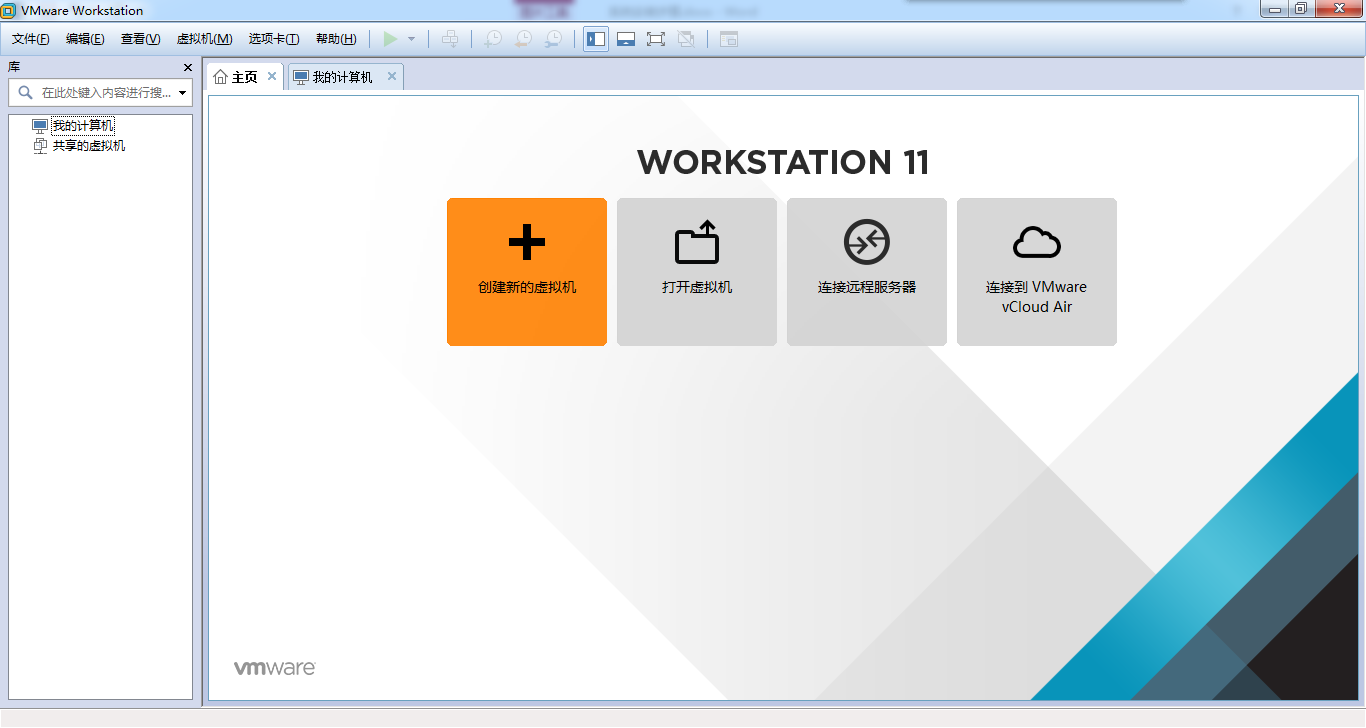 VMware Workstation
文件(F) 编辑(E) 查看(V) 虚拟机(M) 选项卡(T) 帮助(H)
库
在此处键入内容进行搜...
我的计算机
共享的虚拟机
主页 我的计算机
WORKSTATION 11
创建新的虚拟机
打开虚拟机
连接远程服务器
连接到 VMware
vCloud Air
vmware